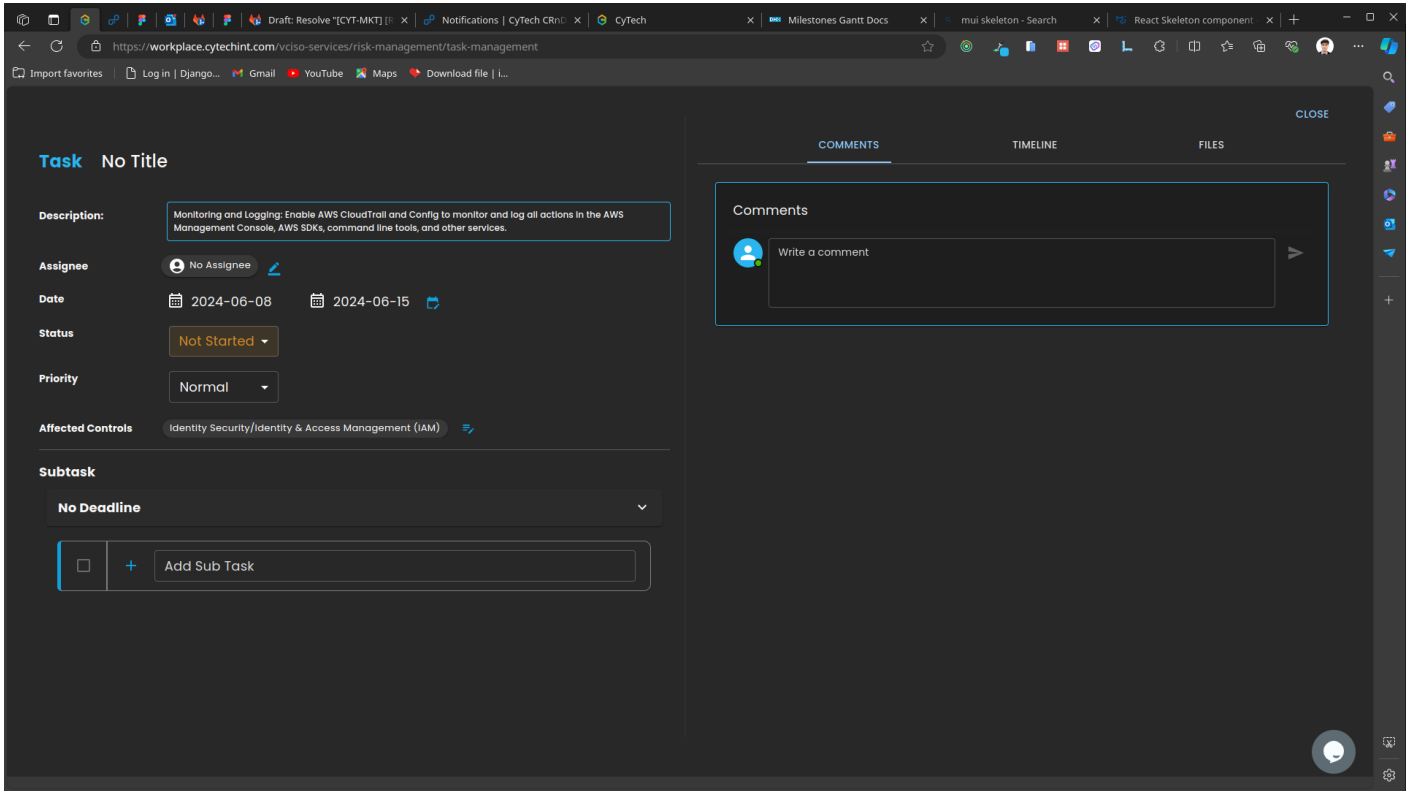 Draft: Resolve "[CYT-MKT] [R
Notifications | CyTech CRnD
CyTech
Milestones Gantt Docs
mui skeleton - Search
React Skeleton component
https://workplace.cytechint.com/vciso-services/risk-management/task-management
Import favorites
Log in | Django...
Gmail
YouTube
Maps
Download file | i...
CLOSE
Task No Title
COMMENTS
TIMELINE
FILES
Description:
Monitoring and Logging: Enable AWS CloudTrail and Config to monitor and log all actions in the AWS
Management Console, AWS SDKs, command line tools, and other services.
Assignee
No Assignee
Date
2024-06-08
2024-06-15
Status
Not Started
Priority
Normal
Affected Controls
Identity Security/Identity & Access Management (IAM)
Subtask
No Deadline
Add Sub Task
Comments
Write a comment